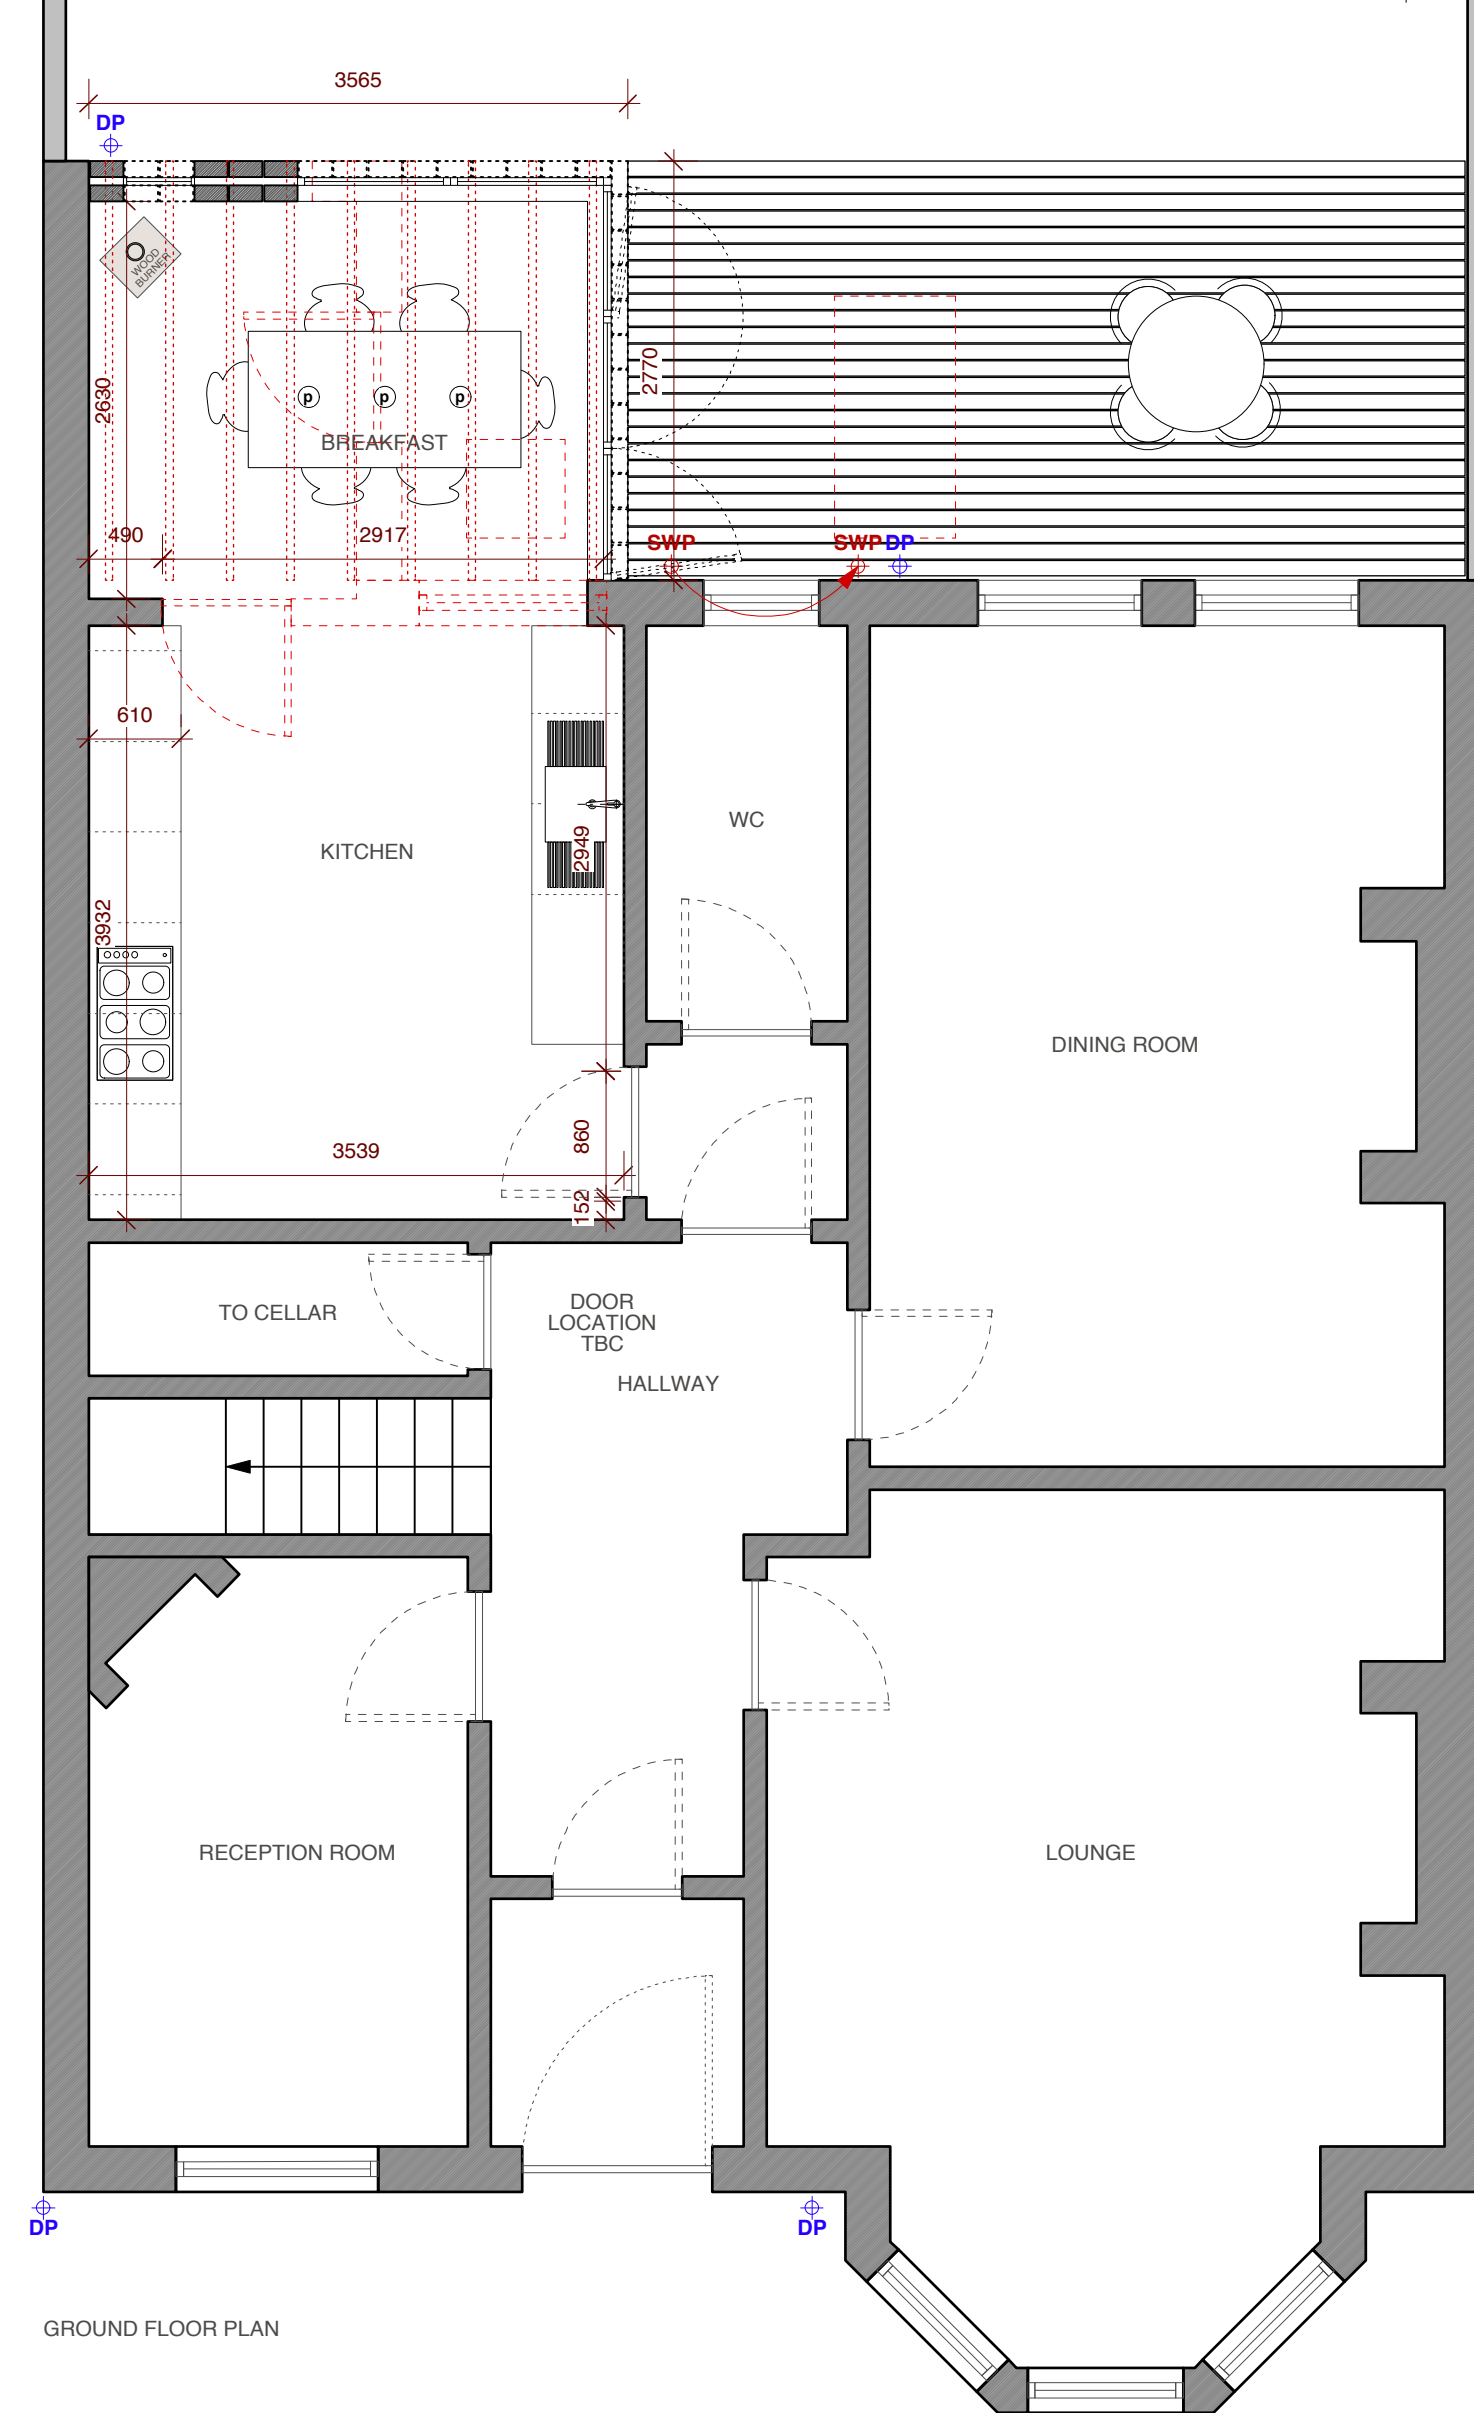 3565
DP
WOOD
BURNER
2630
2770
p p p
BREAKFAST
490
2917
SWP
SWP DP
610
KITCHEN
2949
WC
3932
DINING ROOM
860
3539
152
TO CELLAR
DOOR
LOCATION
TBC
HALLWAY
RECEPTION ROOM
LOUNGE
DP
DP
GROUND FLOOR PLAN